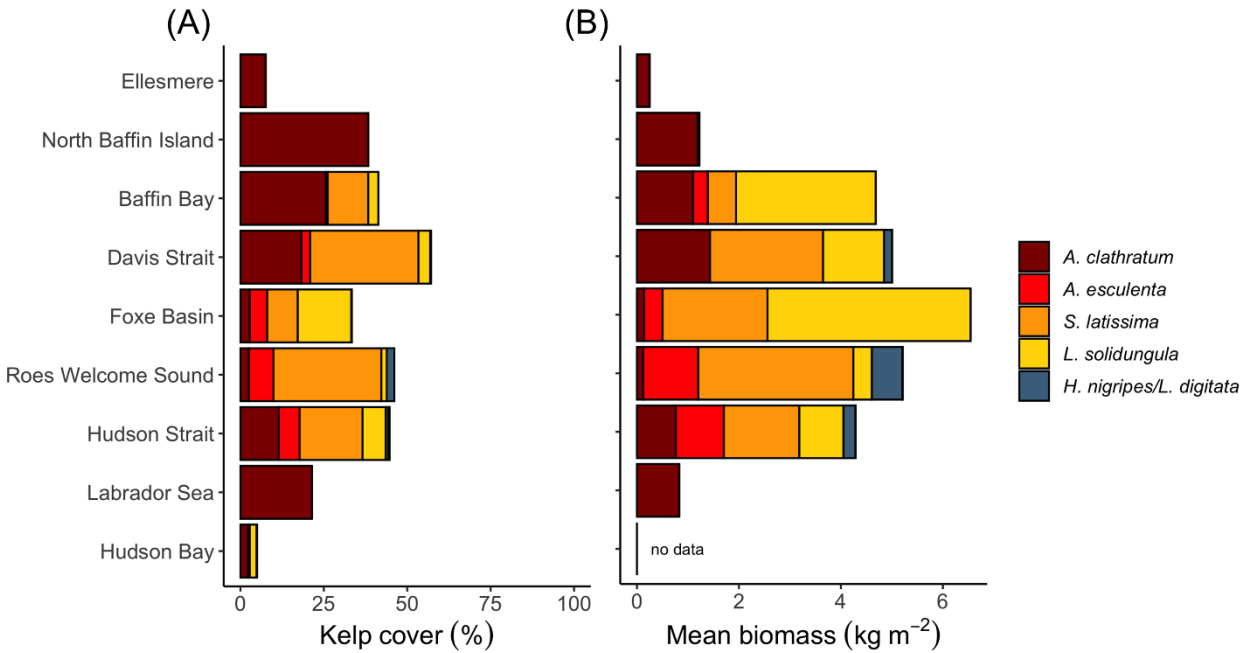 (A)
(B)
Ellesmere
North Baffin Island
Baffin Bay
Davis Strait
Foxe Basin
Roes Welcome Sound
Hudson Strait
Labrador Sea
Hudson Bay
no data
0 25 50 75 100
0 2 4 6
Kelp cover (%)
Mean biomass (kg m⁻²)
A. clathratum
A. esculenta
S. latissima
L. solidungula
H. nigripes/L. digitata